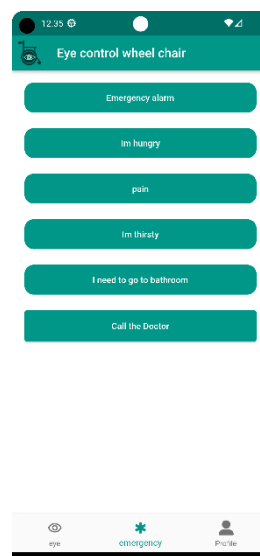 12:35
Eye control wheel chair
Emergency alarm
Im hungry
pain
Im thirsty
I need to go to bathroom
Call the Doctor
eye
emergency
Profile